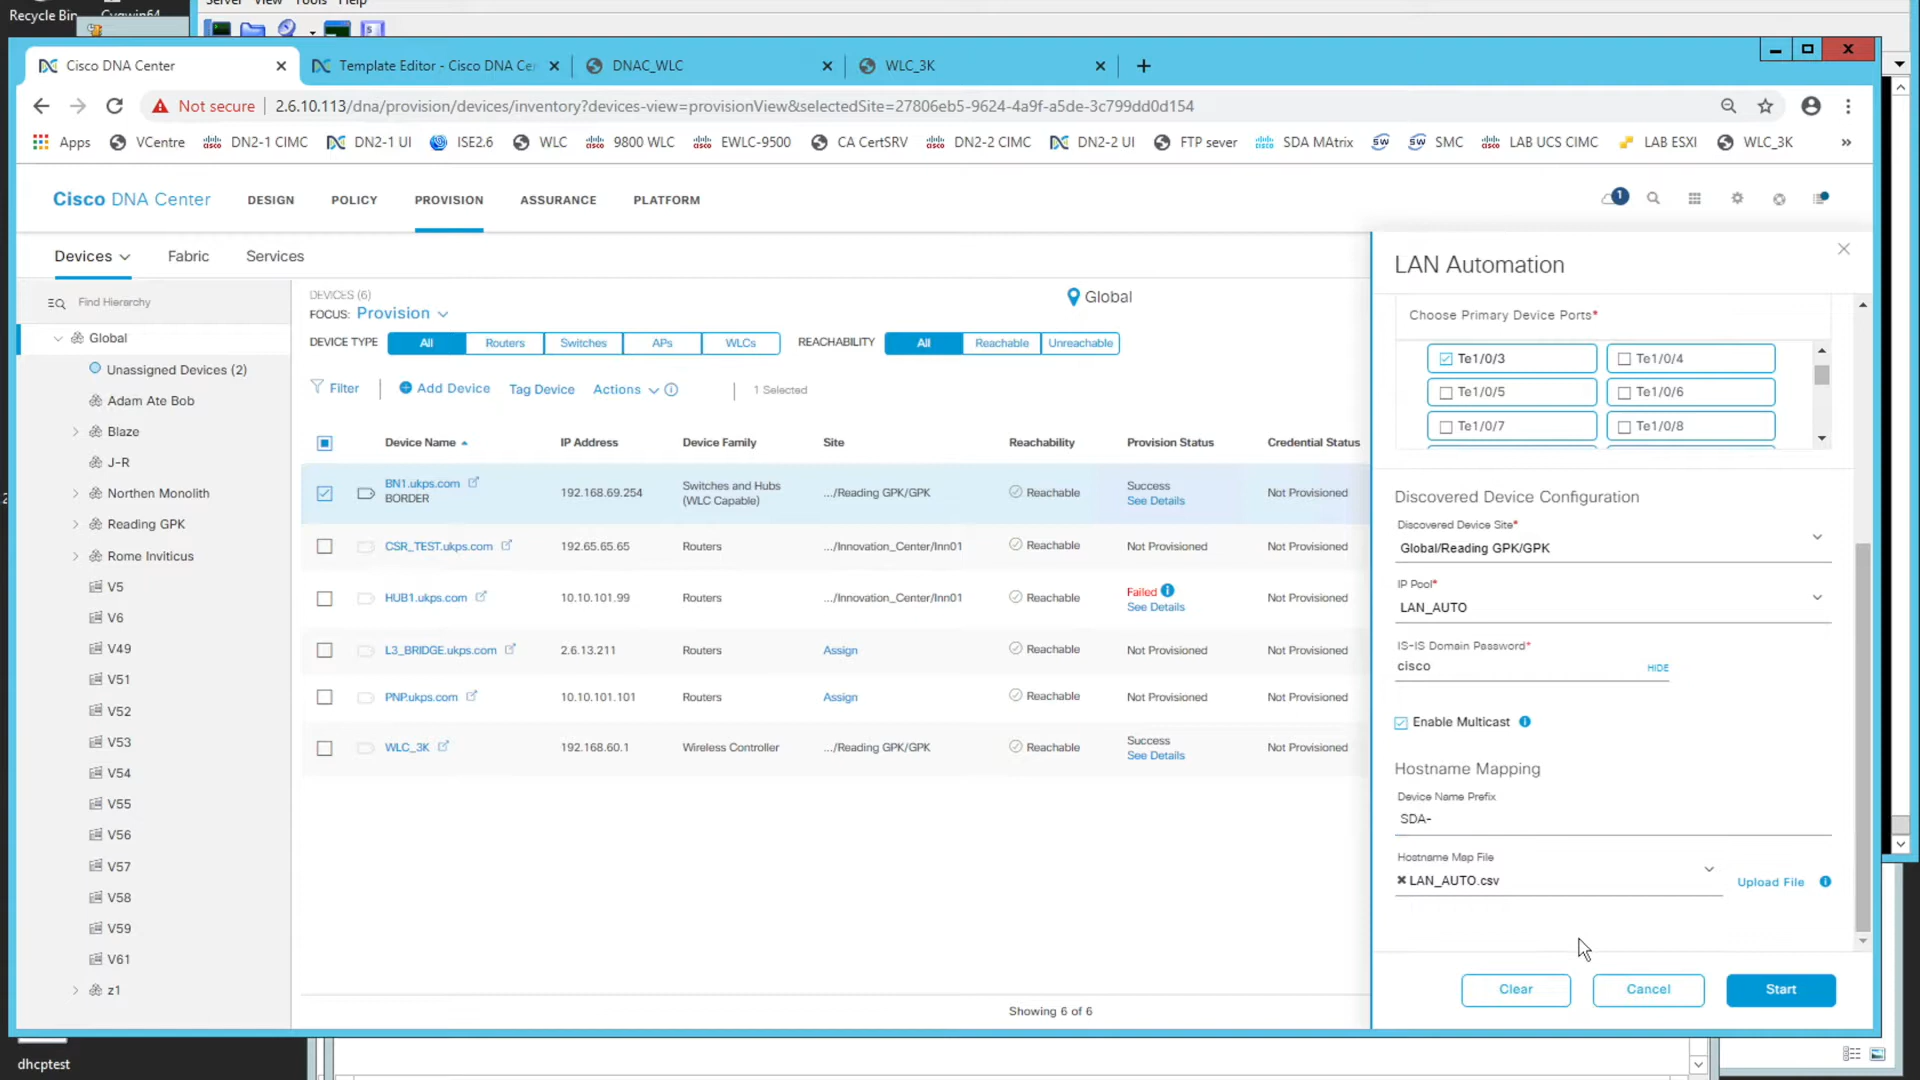 Recycle Bin
Cygwin64
Server View Tools Help
Cisco DNA Center
Template Editor - Cisco DNA Ce
DNAC_WLC
WLC_3K
Not secure
2.6.10.113/dna/provision/devices/inventory?devices-view=provisionView&selectedSite=27806eb5-9624-4a9f-a5de-3c799dd0d154
Apps VCentre DN2-1 CIMC DN2-1 UI ISE2.6 WLC 9800 WLC EWLC-9500 CA CertSRV DN2-2 CIMC DN2-2 UI FTP sever SDA MAtrix SMC LAB UCS CIMC LAB ESXI WLC_3K »
Cisco DNA Center DESIGN POLICY PROVISION ASSURANCE PLATFORM 1
Devices Fabric Services
Find Hierarchy
Global
Unassigned Devices (2)
Adam Ate Bob
Blaze
J-R
Northen Monolith
Reading GPK
Rome Inviticus
V5
V6
V49
V51
V52
V53
V54
V55
V56
V57
V58
V59
V61
z1
DEVICES (6)
FOCUS: Provision
Global
DEVICE TYPE All Routers Switches APs WLCs REACHABILITY All Reachable Unreachable
Filter Add Device Tag Device Actions 1 Selected
Device Name IP Address Device Family Site Reachability Provision Status Credential Status
BN1.ukps.com
BORDER
192.168.69.254
Switches and Hubs
(WLC Capable)
.../Reading GPK/GPK
Reachable
Success
See Details
Not Provisioned
CSR_TEST.ukps.com 192.65.65.65 Routers .../Innovation_Center/Inn01 Reachable Not Provisioned Not Provisioned
HUB1.ukps.com 10.10.101.99 Routers .../Innovation_Center/Inn01 Reachable
Failed
See Details
Not Provisioned
L3_BRIDGE.ukps.com 2.6.13.211 Routers Assign Reachable Not Provisioned Not Provisioned
PNP.ukps.com 10.10.101.101 Routers Assign Reachable Not Provisioned Not Provisioned
WLC_3K 192.168.60.1 Wireless Controller .../Reading GPK/GPK Reachable
Success
See Details
Not Provisioned
Showing 6 of 6
LAN Automation
Choose Primary Device Ports*
Te1/0/3 Te1/0/4
Te1/0/5 Te1/0/6
Te1/0/7 Te1/0/8
Discovered Device Configuration
Discovered Device Site*
Global/Reading GPK/GPK
IP Pool*
LAN_AUTO
IS-IS Domain Password*
cisco HIDE
Enable Multicast
Hostname Mapping
Device Name Prefix
SDA-
Hostname Map File
LAN_AUTO.csv
Upload File
Clear Cancel Start
dhcptest